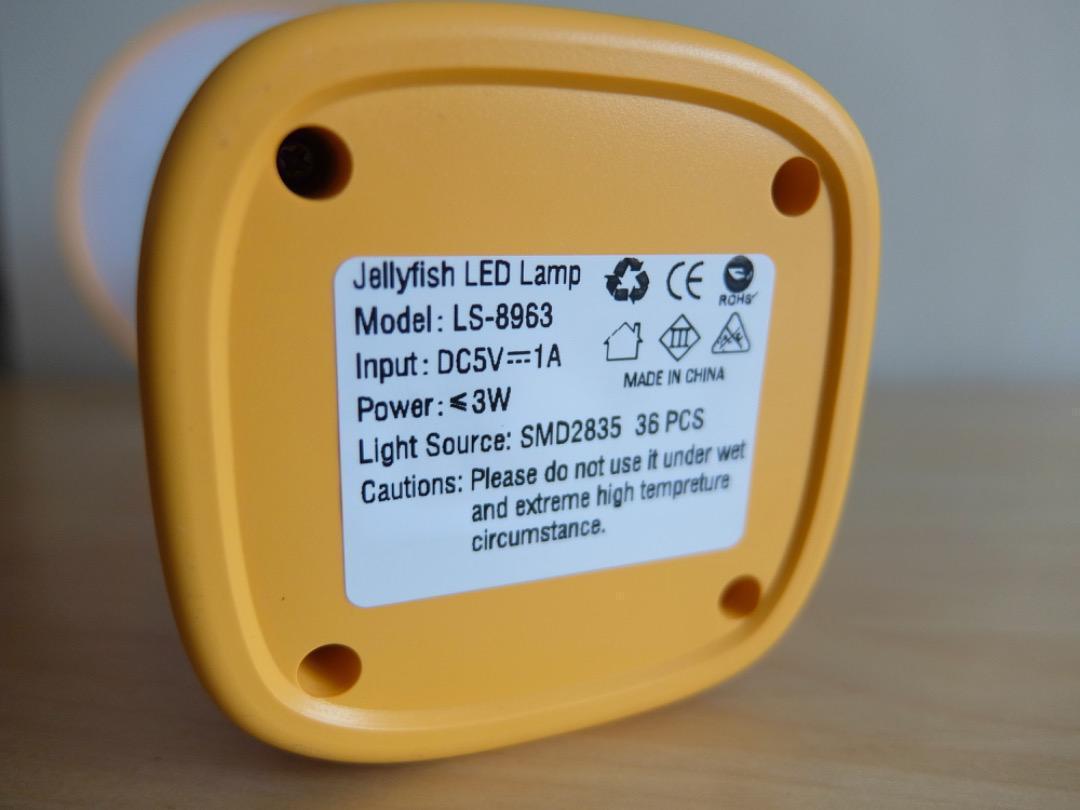 Jellyfish LED Lamp
Model: LS-8963
Input: DC5V⎓1A
Power: ≤3W
Light Source: SMD2835 36 PCS
Cautions: Please do not use it under wet
and extreme high tempreture
circumstance.
CE
ROHS
III
MADE IN CHINA